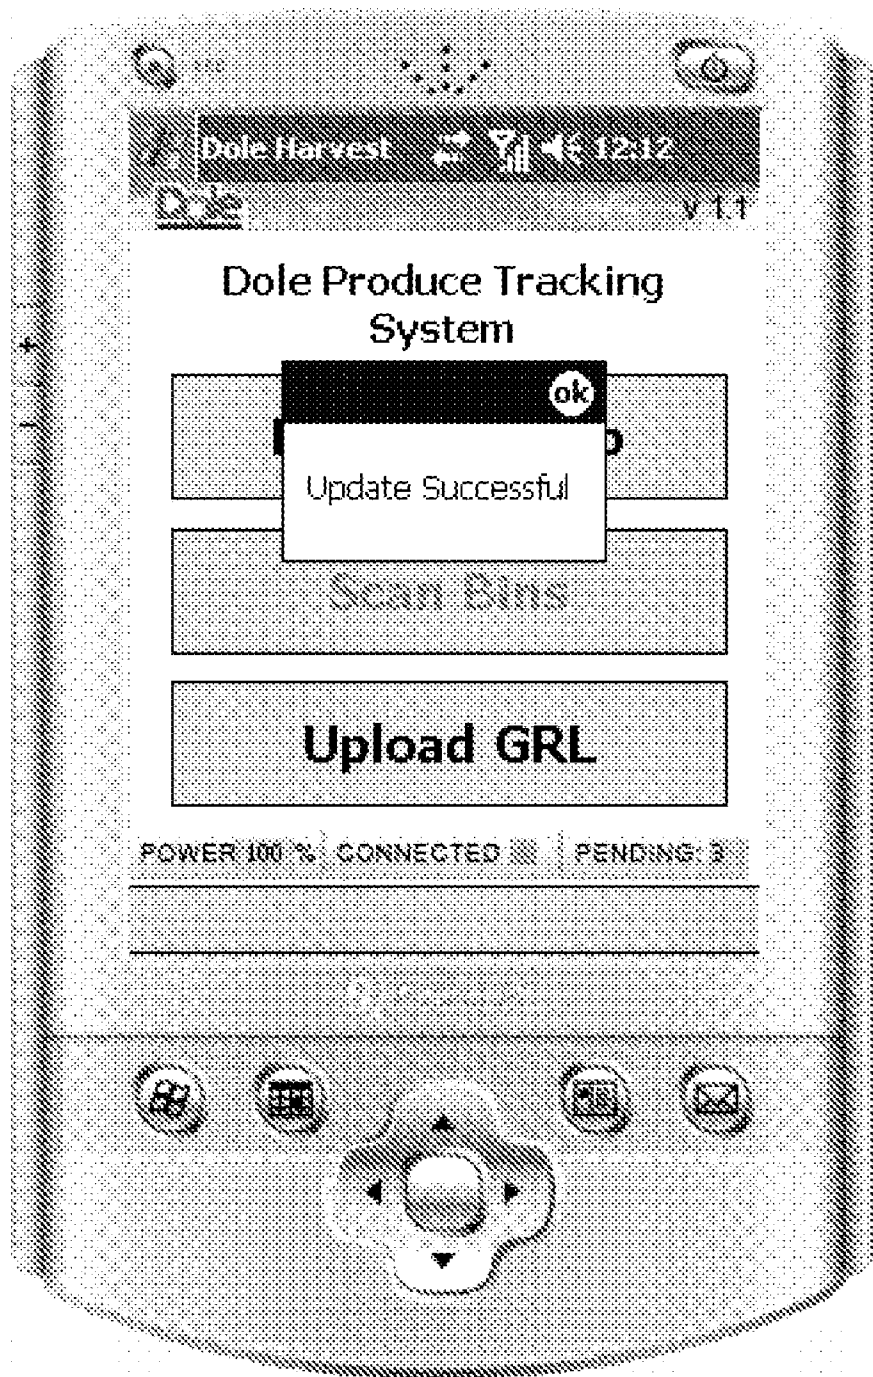 Dole Harvest 12:12
Dole v 1.1
Dole Produce Tracking
System
ok
Update Successful
Scan Bins
Upload GRL
POWER 100 % CONNECTED PENDING: 3